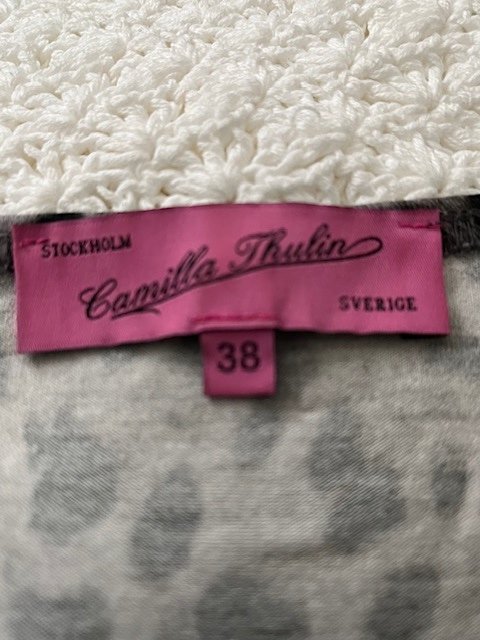 STOCKHOLM
Camilla Thulin
SVERIGE
38